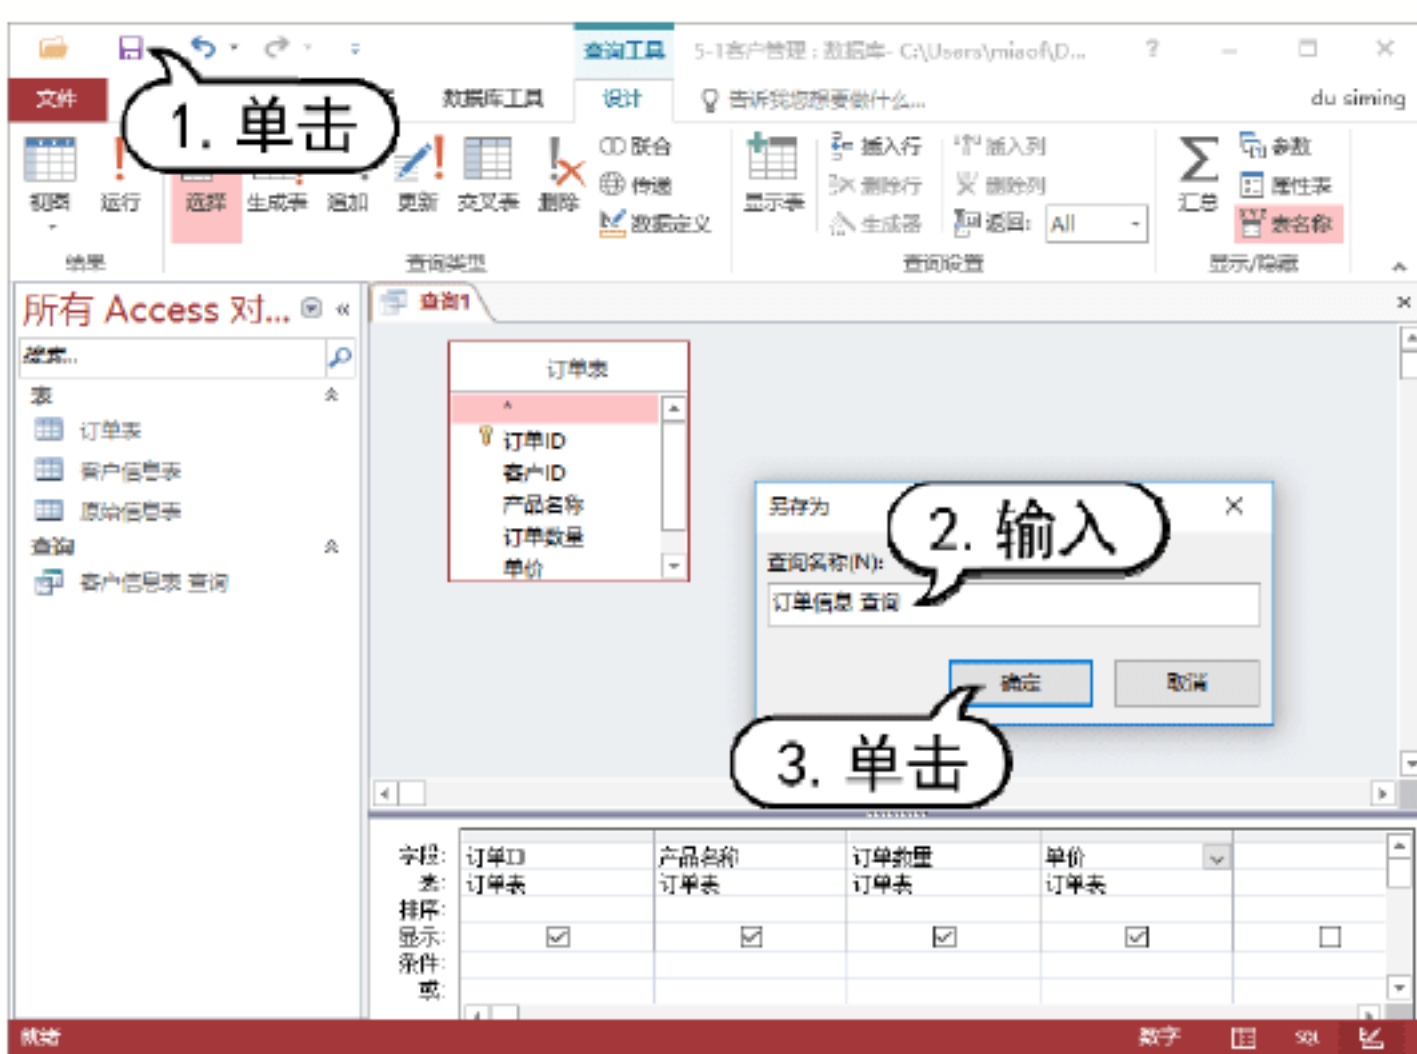 查询工具 5-1客户管理 : 数据库- C:\Users\miaof\D... ?
文件 数据库工具 设计 告诉我您想要做什么... du siming
1. 单击
视图 运行 选择 生成表 追加 更新 交叉表 删除
联合
传递
数据定义
显示表
插入行
删除行
生成器
插入列
删除列
返回: All
汇总
参数
属性表
表名称
结果 查询类型 查询设置 显示/隐藏
所有 Access 对...
搜索...
表
订单表
客户信息表
原始信息表
查询
客户信息表 查询
查询1
订单表
*
订单ID
客户ID
产品名称
订单数量
单价
另存为
2. 输入
查询名称(N):
订单信息 查询
确定 取消
3. 单击
字段: 订单ID 产品名称 订单数量 单价
表: 订单表 订单表 订单表 订单表
排序:
显示:
条件:
或:
就绪 数字 SQL